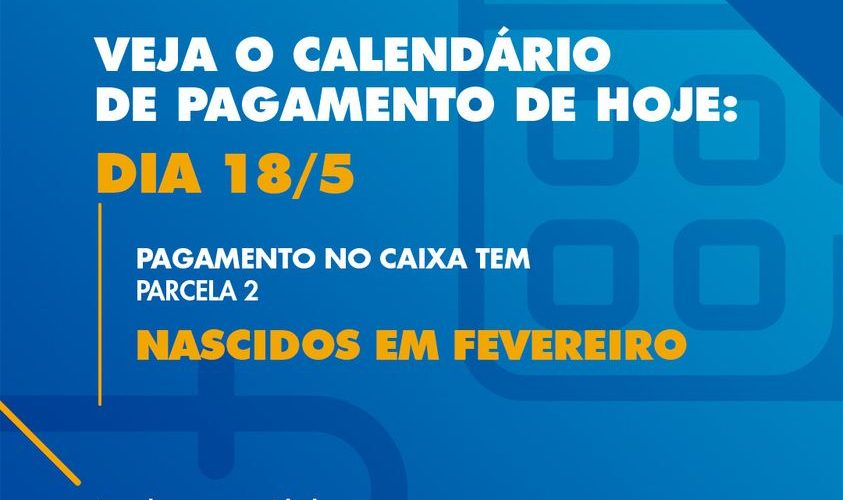 VEJA O CALENDÁRIO
DE PAGAMENTO DE HOJE:
DIA 18/5
PAGAMENTO NO CAIXA TEM
PARCELA 2
NASCIDOS EM FEVEREIRO